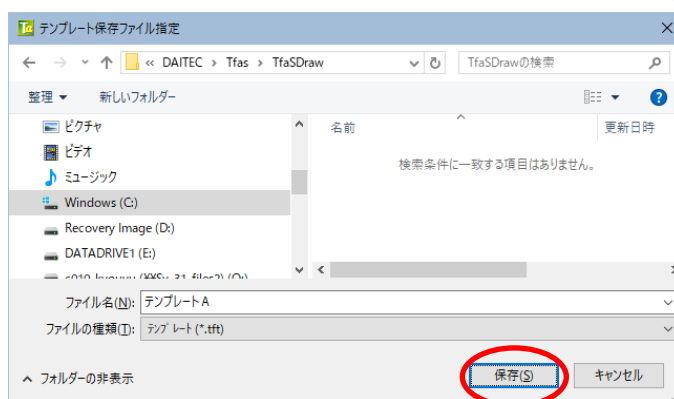 テンプレート保存ファイル指定
« DAITEC › Tfas › TfaSDraw
TfaSDrawの検索
整理 新しいフォルダー
ピクチャ
ビデオ
ミュージック
Windows (C:)
Recovery Image (D:)
DATADRIVE1 (E:)
名前 更新日時
検索条件に一致する項目はありません。
ファイル名(N): テンプレートA
ファイルの種類(T): テンプレート (*.tft)
フォルダーの非表示
保存(S) キャンセル